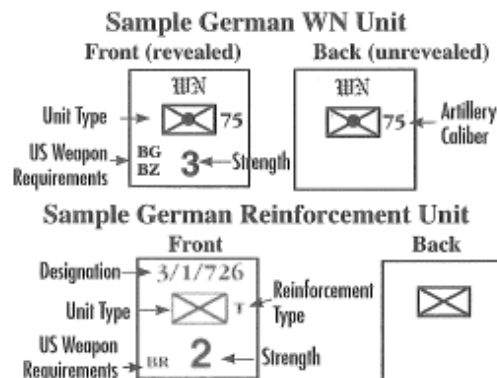 Sample German WN Unit
Front (revealed)
Back (unrevealed)
WN
WN
Unit Type
75
75
Artillery
Caliber
US Weapon
Requirements
BG
BZ
3
Strength
Sample German Reinforcement Unit
Front
Back
Designation
3/1/726
Unit Type
T
Reinforcement
Type
US Weapon
Requirements
BR
2
Strength